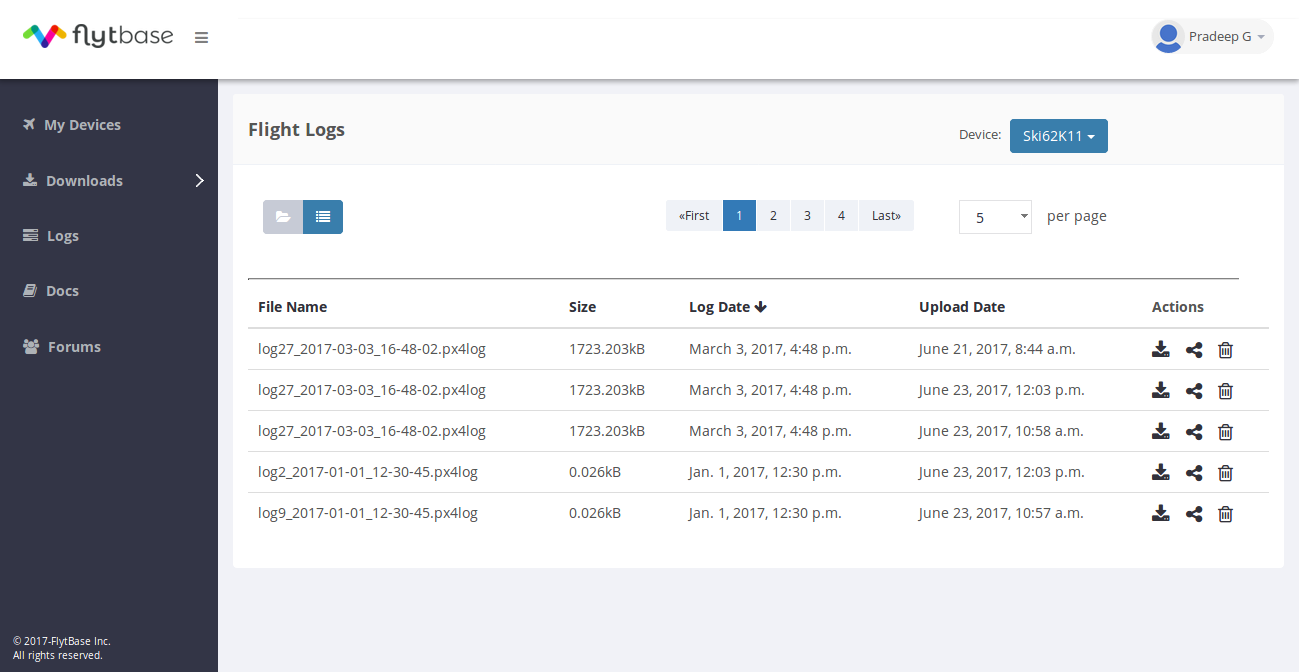 flytbase
Pradeep G
My Devices
Downloads
Logs
Docs
Forums
© 2017-FlytBase Inc.
All rights reserved.
Flight Logs
Device: Ski62K11
«First 1 2 3 4 Last» 5 per page
File Name Size Log Date Upload Date Actions
log27_2017-03-03_16-48-02.px4log 1723.203kB March 3, 2017, 4:48 p.m. June 21, 2017, 8:44 a.m.
log27_2017-03-03_16-48-02.px4log 1723.203kB March 3, 2017, 4:48 p.m. June 23, 2017, 12:03 p.m.
log27_2017-03-03_16-48-02.px4log 1723.203kB March 3, 2017, 4:48 p.m. June 23, 2017, 10:58 a.m.
log2_2017-01-01_12-30-45.px4log 0.026kB Jan. 1, 2017, 12:30 p.m. June 23, 2017, 12:03 p.m.
log9_2017-01-01_12-30-45.px4log 0.026kB Jan. 1, 2017, 12:30 p.m. June 23, 2017, 10:57 a.m.